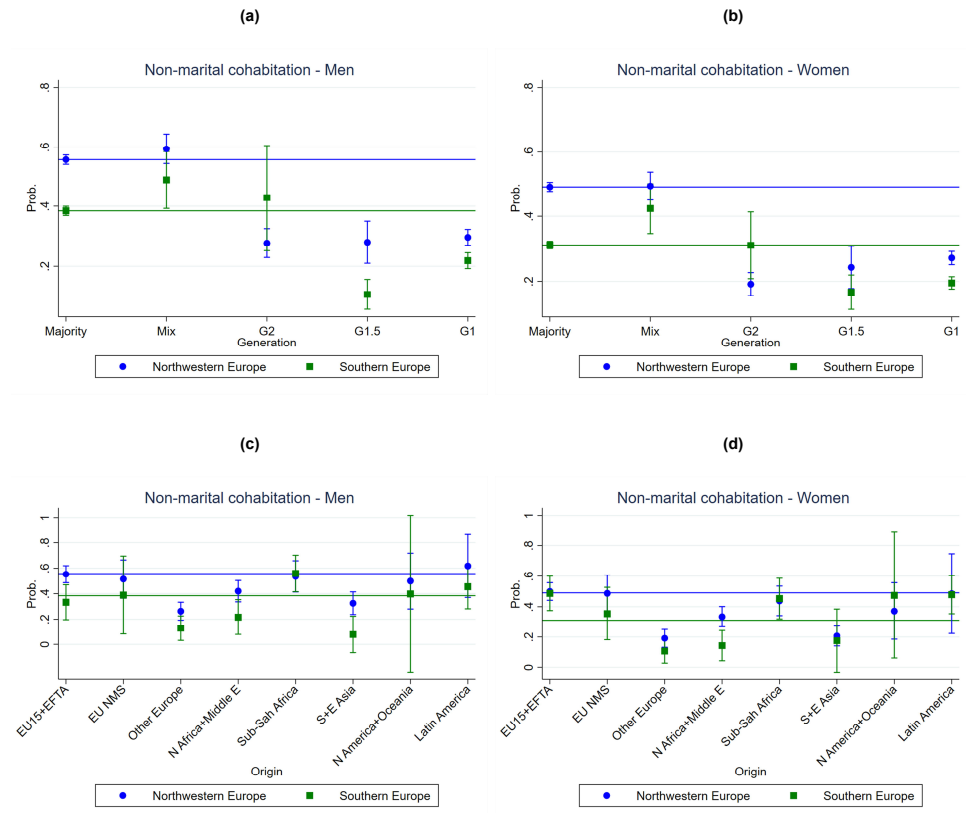 (a)
Non-marital cohabitation - Men
.8
.6
.4
.2
Prob.
Majority Mix G2 G1.5 G1
Generation
Northwestern Europe Southern Europe
(b)
Non-marital cohabitation - Women
.8
.6
.4
.2
Prob.
Majority Mix G2 G1.5 G1
Generation
Northwestern Europe Southern Europe
(c)
Non-marital cohabitation - Men
1
.8
.6
.4
.2
0
Prob.
EU15+EFTA EU NMS Other Europe N Africa+Middle E Sub-Sah Africa S+E Asia N America+Oceania Latin America
Origin
Northwestern Europe Southern Europe
(d)
Non-marital cohabitation - Women
1
.8
.6
.4
.2
0
Prob.
EU15+EFTA EU NMS Other Europe N Africa+Middle E Sub-Sah Africa S+E Asia N America+Oceania Latin America
Origin
Northwestern Europe Southern Europe